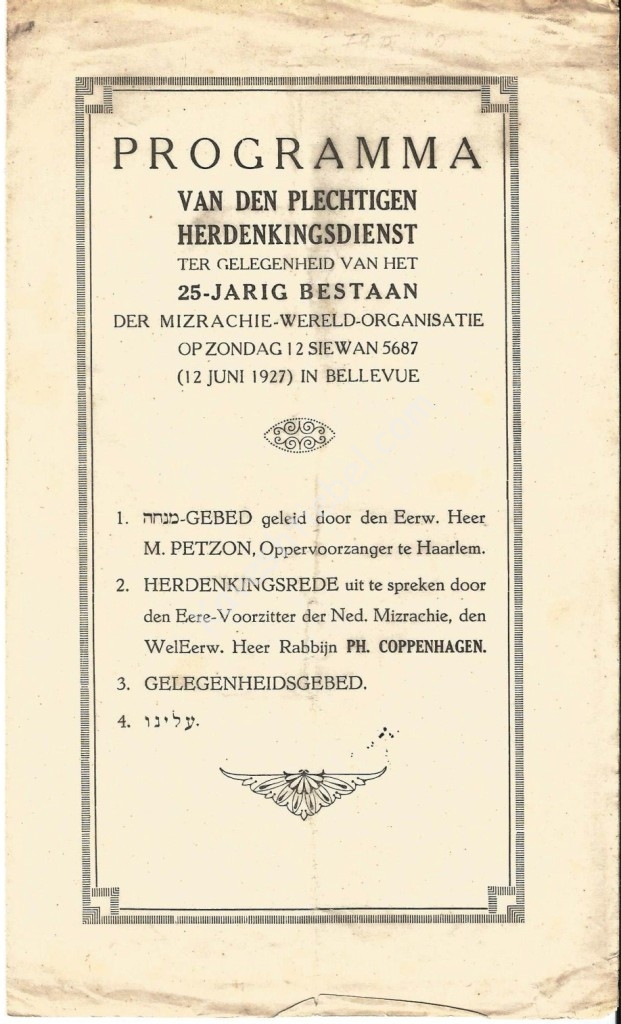 PROGRAMMA
VAN DEN PLECHTIGEN
HERDENKINGSDIENST
TER GELEGENHEID VAN HET
25-JARIG BESTAAN
DER MIZRACHIE-WERELD-ORGANISATIE
OP ZONDAG 12 SIEWAN 5687
(12 JUNI 1927) IN BELLEVUE
1. מנחה-GEBED geleid door den Eerw. Heer
M. PETZON, Oppervoorzanger te Haarlem.
2. HERDENKINGSREDE uit te spreken door
den Eere-Voorzitter der Ned. Mizrachie, den
WelEerw. Heer Rabbijn PH. COPPENHAGEN.
3. GELEGENHEIDSGEBED.
4. עלינו.